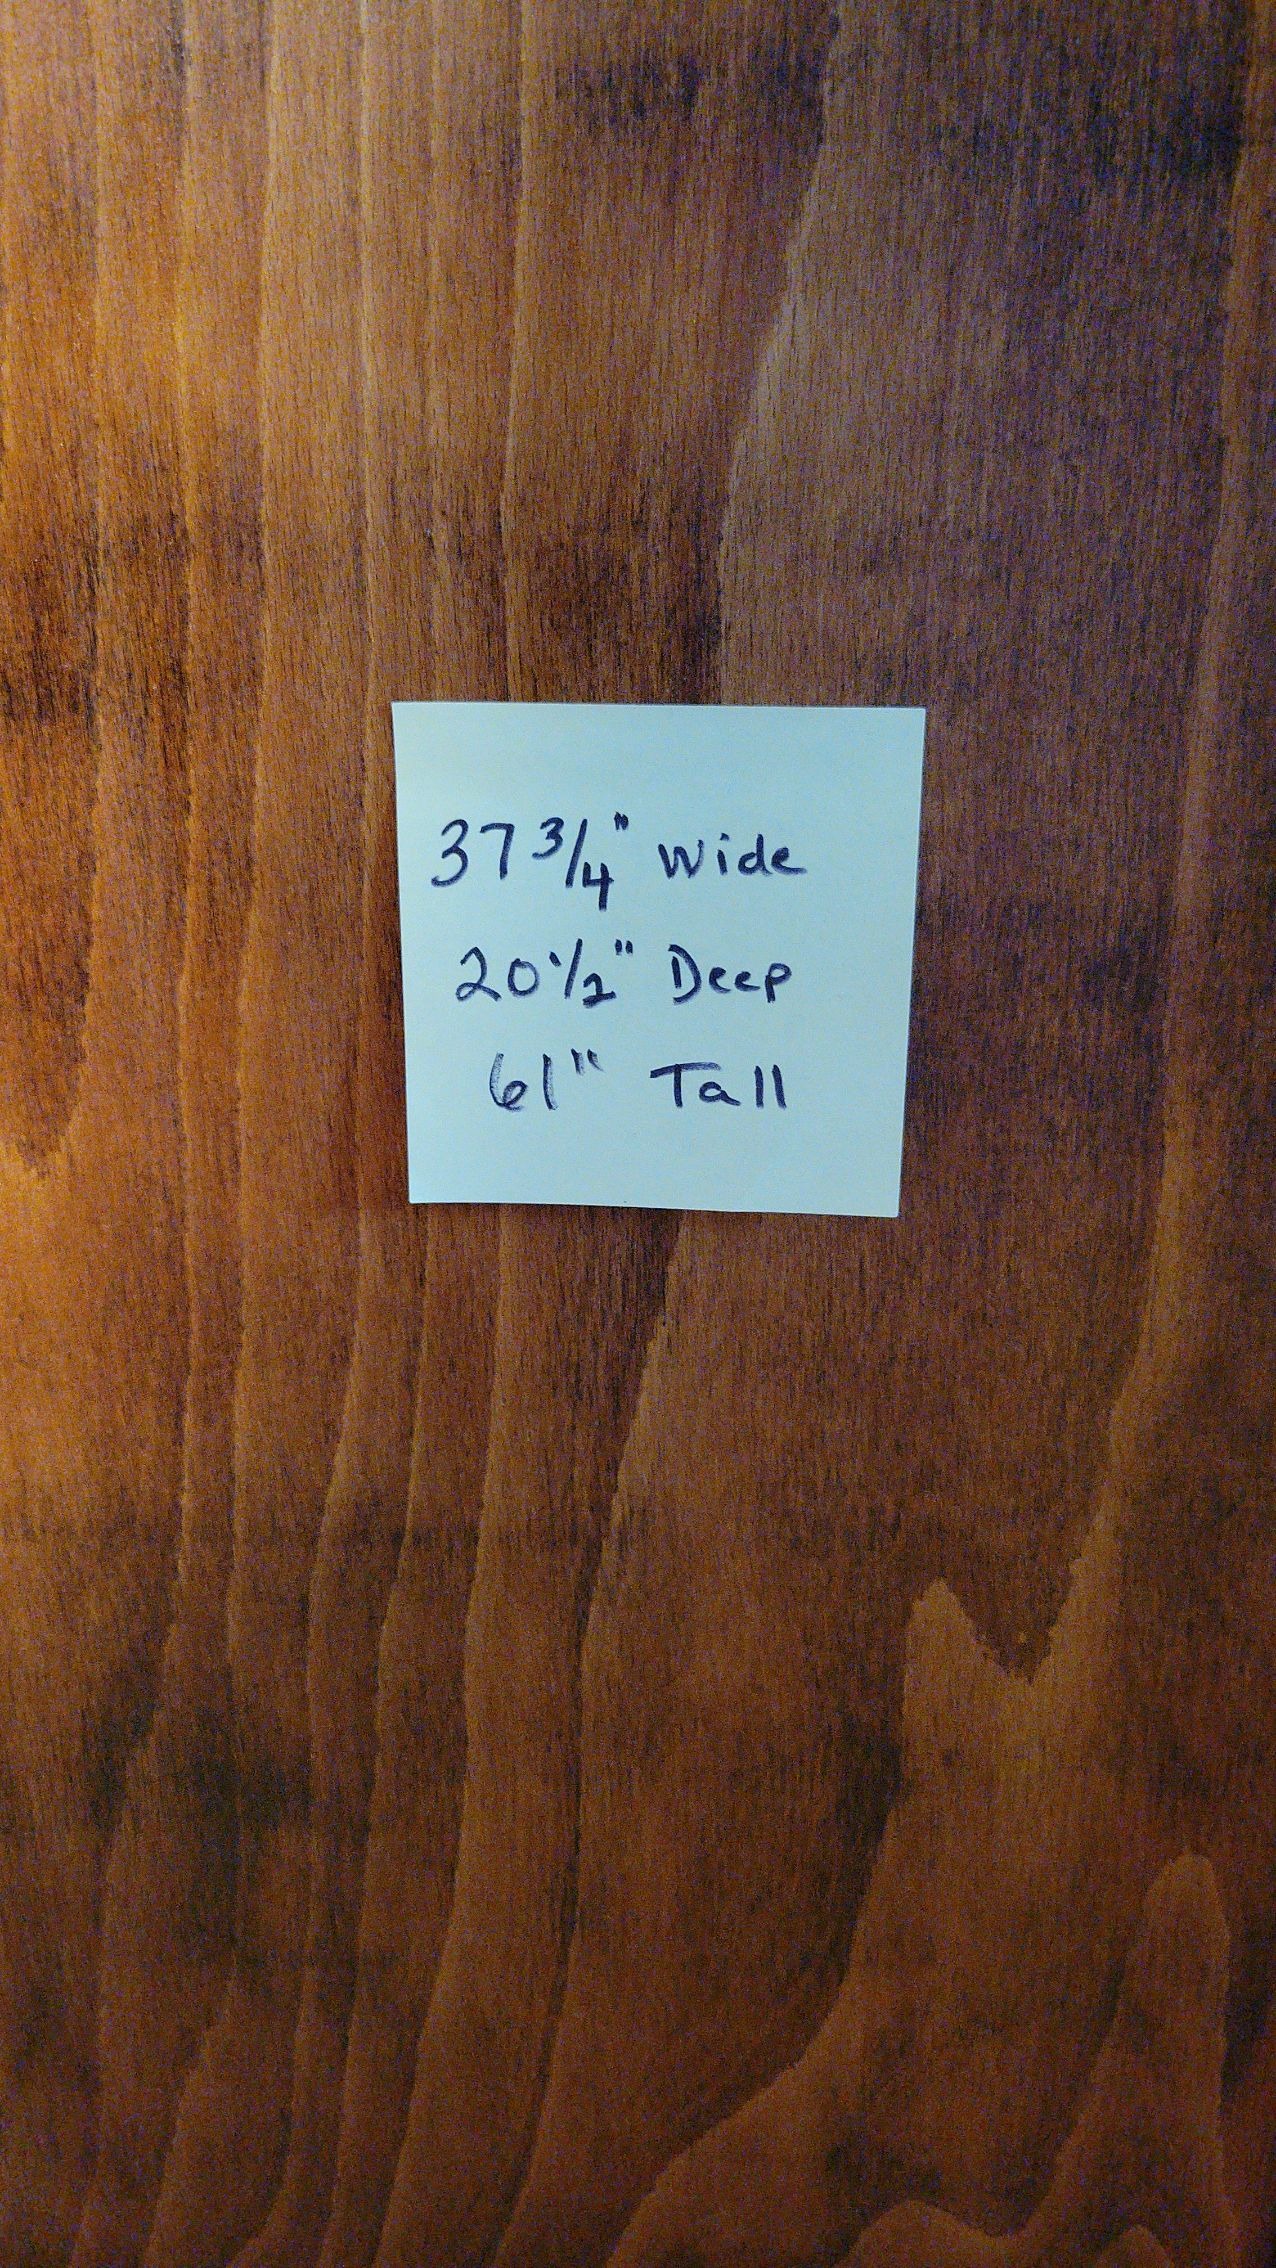 37 3/4" Wide
20 1/2" Deep
61" Tall